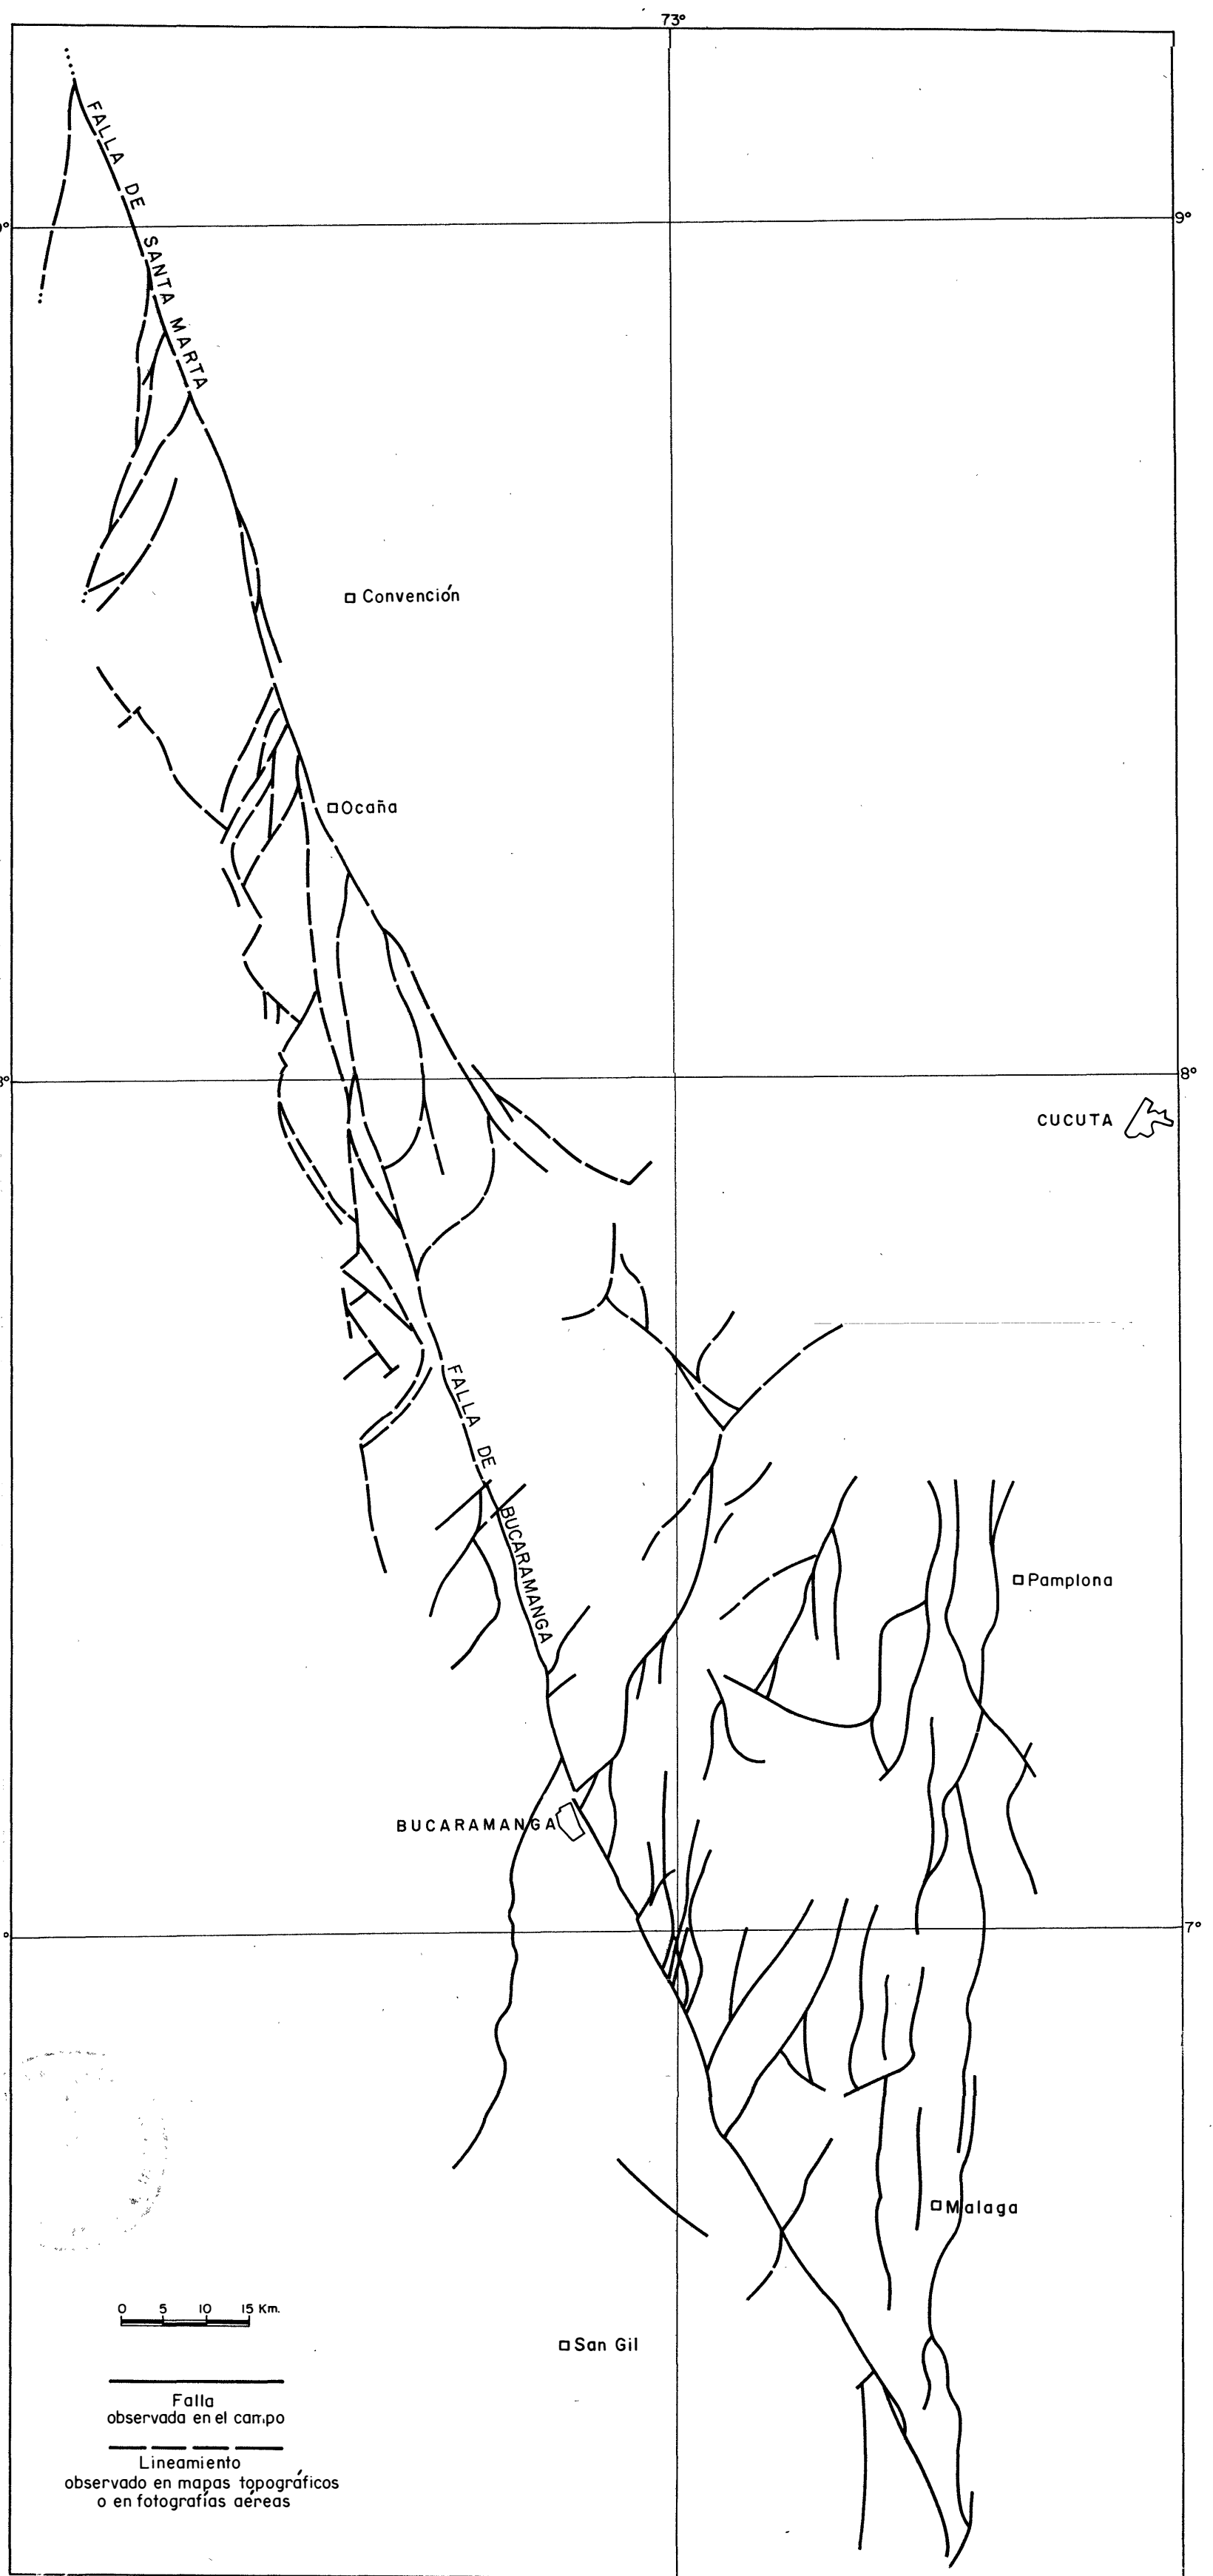 73°
FALLA DE SANTA MARTA
9°
Convención
Ocaña
8°
CUCUTA
FALLA DE BUCARAMANGA
Pamplona
BUCARAMANGA
7°
Malaga
0 5 10 15 Km.
San Gil
Falla
observada en el campo
Lineamiento
observado en mapas topográficos
o en fotografías aéreas